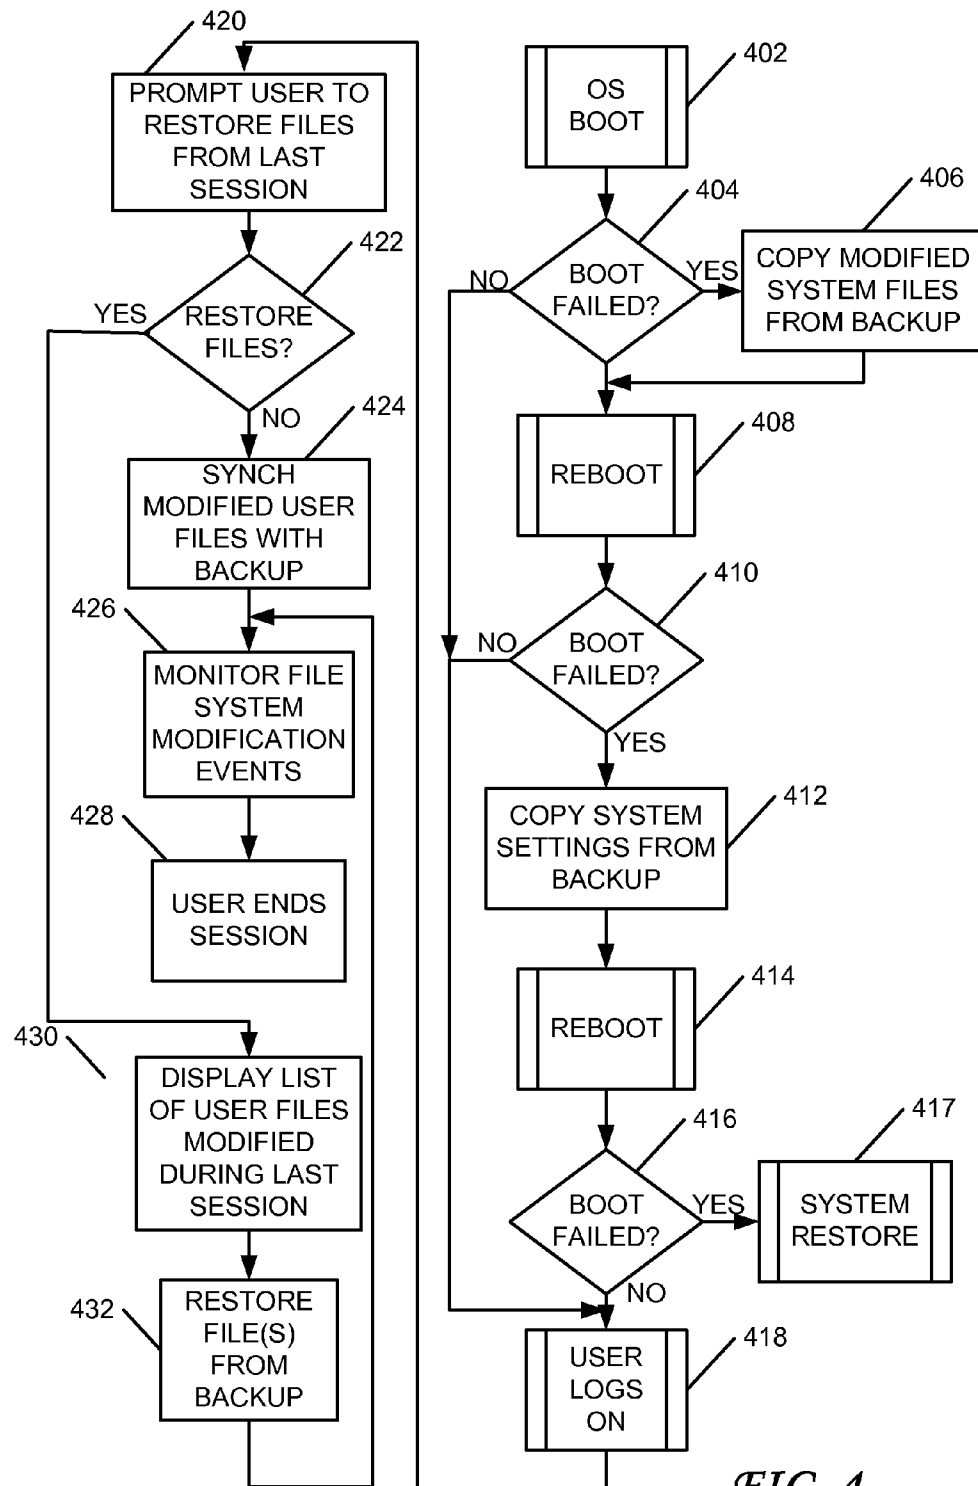 420
PROMPT USER TO
RESTORE FILES
FROM LAST
SESSION
422
RESTORE
FILES?
YES
NO
424
SYNCH
MODIFIED USER
FILES WITH
BACKUP
426
MONITOR FILE
SYSTEM
MODIFICATION
EVENTS
428
USER ENDS
SESSION
430
DISPLAY LIST
OF USER FILES
MODIFIED
DURING LAST
SESSION
432
RESTORE
FILE(S)
FROM
BACKUP
402
OS
BOOT
404
BOOT
FAILED?
NO
YES
406
COPY MODIFIED
SYSTEM FILES
FROM BACKUP
408
REBOOT
410
BOOT
FAILED?
NO
YES
412
COPY SYSTEM
SETTINGS FROM
BACKUP
414
REBOOT
416
BOOT
FAILED?
YES
NO
417
SYSTEM
RESTORE
418
USER
LOGS
ON
FIG. 4